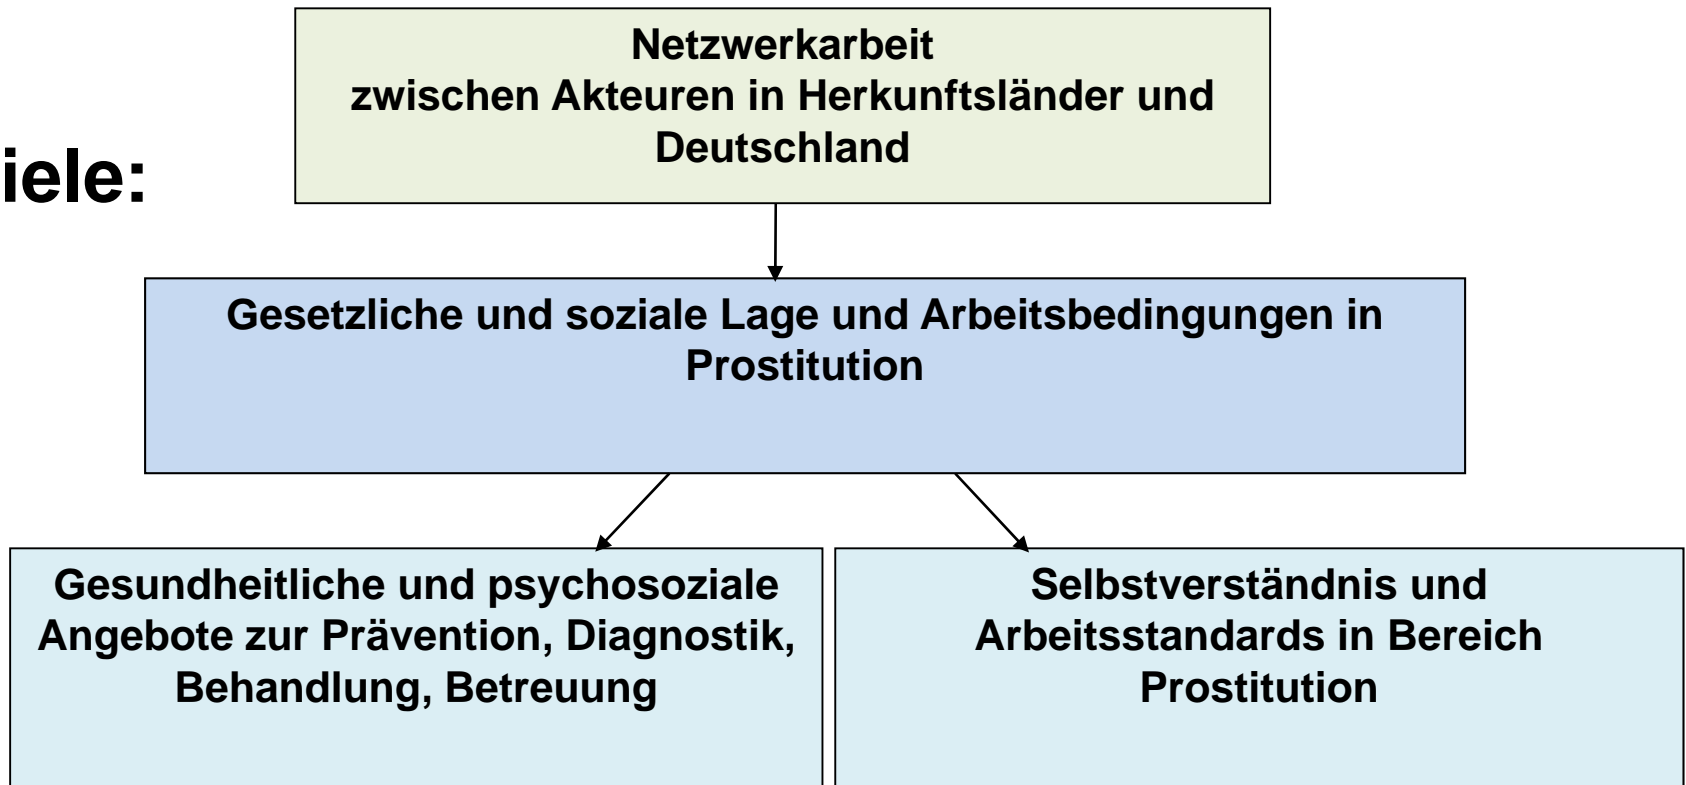 Netzwerkarbeit
zwischen Akteuren in Herkunftsländer und
Deutschland
iele:
Gesetzliche und soziale Lage und Arbeitsbedingungen in
Prostitution
Gesundheitliche und psychosoziale
Angebote zur Prävention, Diagnostik,
Behandlung, Betreuung
Selbstverständnis und
Arbeitsstandards in Bereich
Prostitution